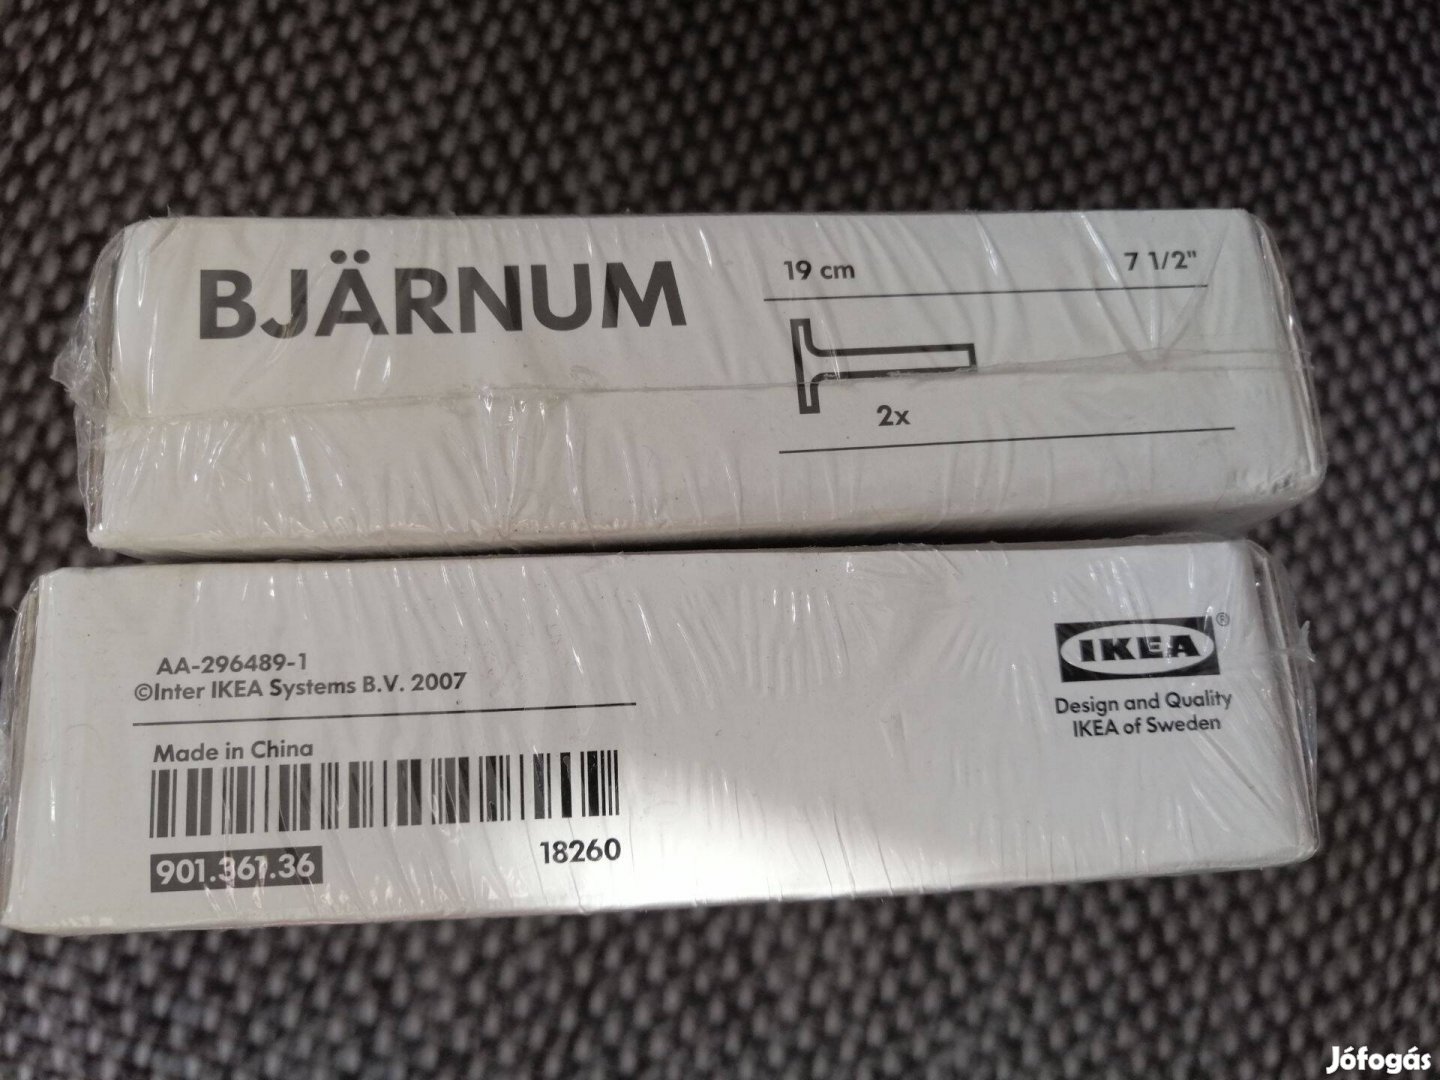 BJÄRNUM
19 cm 7 1/2"
2x
AA-296489-1
©Inter IKEA Systems B.V. 2007
Made in China
901.361.36
18260
IKEA®
Design and Quality
IKEA of Sweden
Jófogás